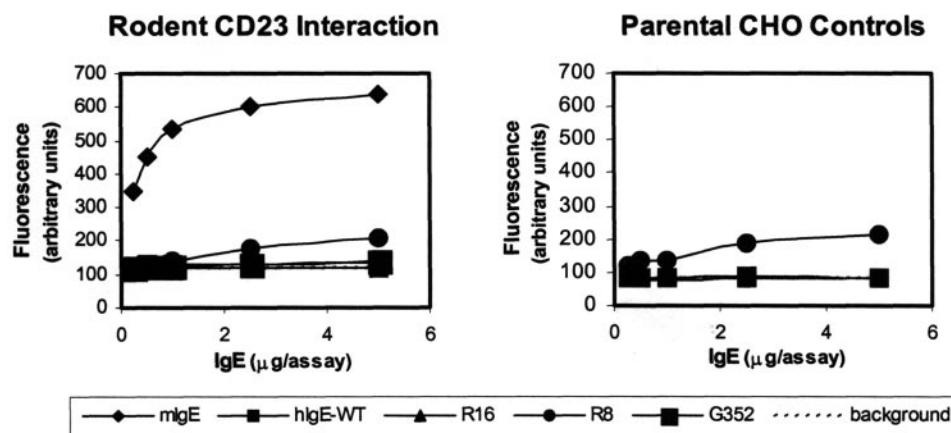 Rodent CD23 Interaction
Parental CHO Controls
Fluorescence
(arbitrary units)
700
600
500
400
300
200
100
0
0 2 4 6
IgE (μg/assay)
Fluorescence
(arbitrary units)
700
600
500
400
300
200
100
0
0 2 4 6
IgE (μg/assay)
mIgE hIgE-WT R16 R8 G352 background